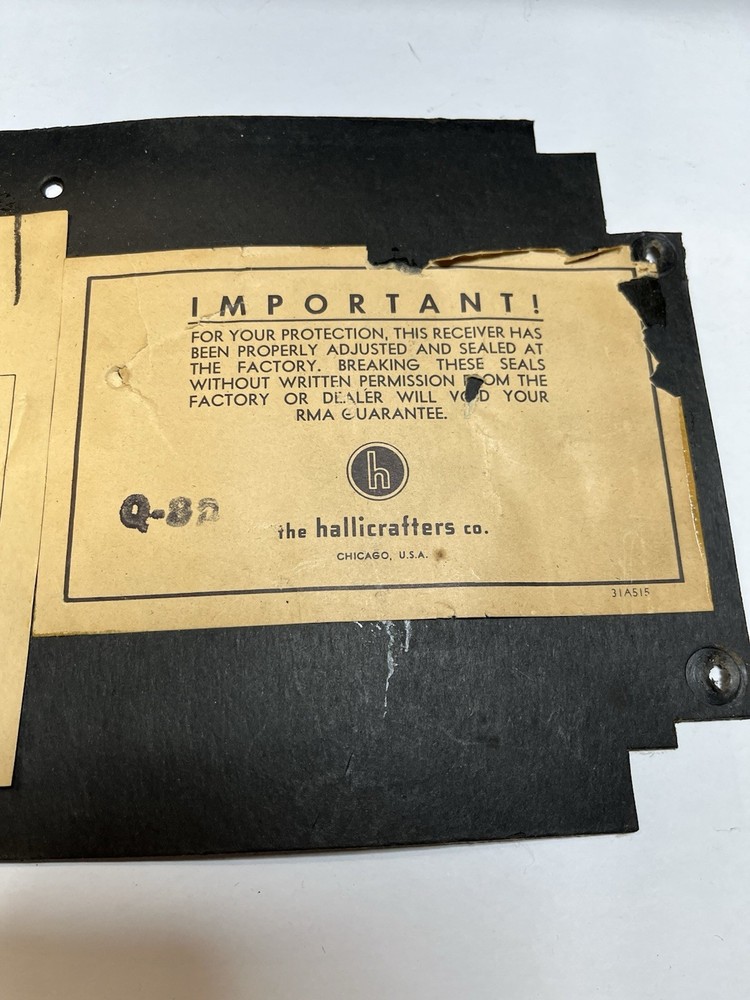 IMPORTANT!
FOR YOUR PROTECTION, THIS RECEIVER HAS
BEEN PROPERLY ADJUSTED AND SEALED AT
THE FACTORY. BREAKING THESE SEALS
WITHOUT WRITTEN PERMISSION FROM THE
FACTORY OR DEALER WILL VOID YOUR
RMA GUARANTEE.
h
the hallicrafters co.
CHICAGO, U.S.A.
31A515